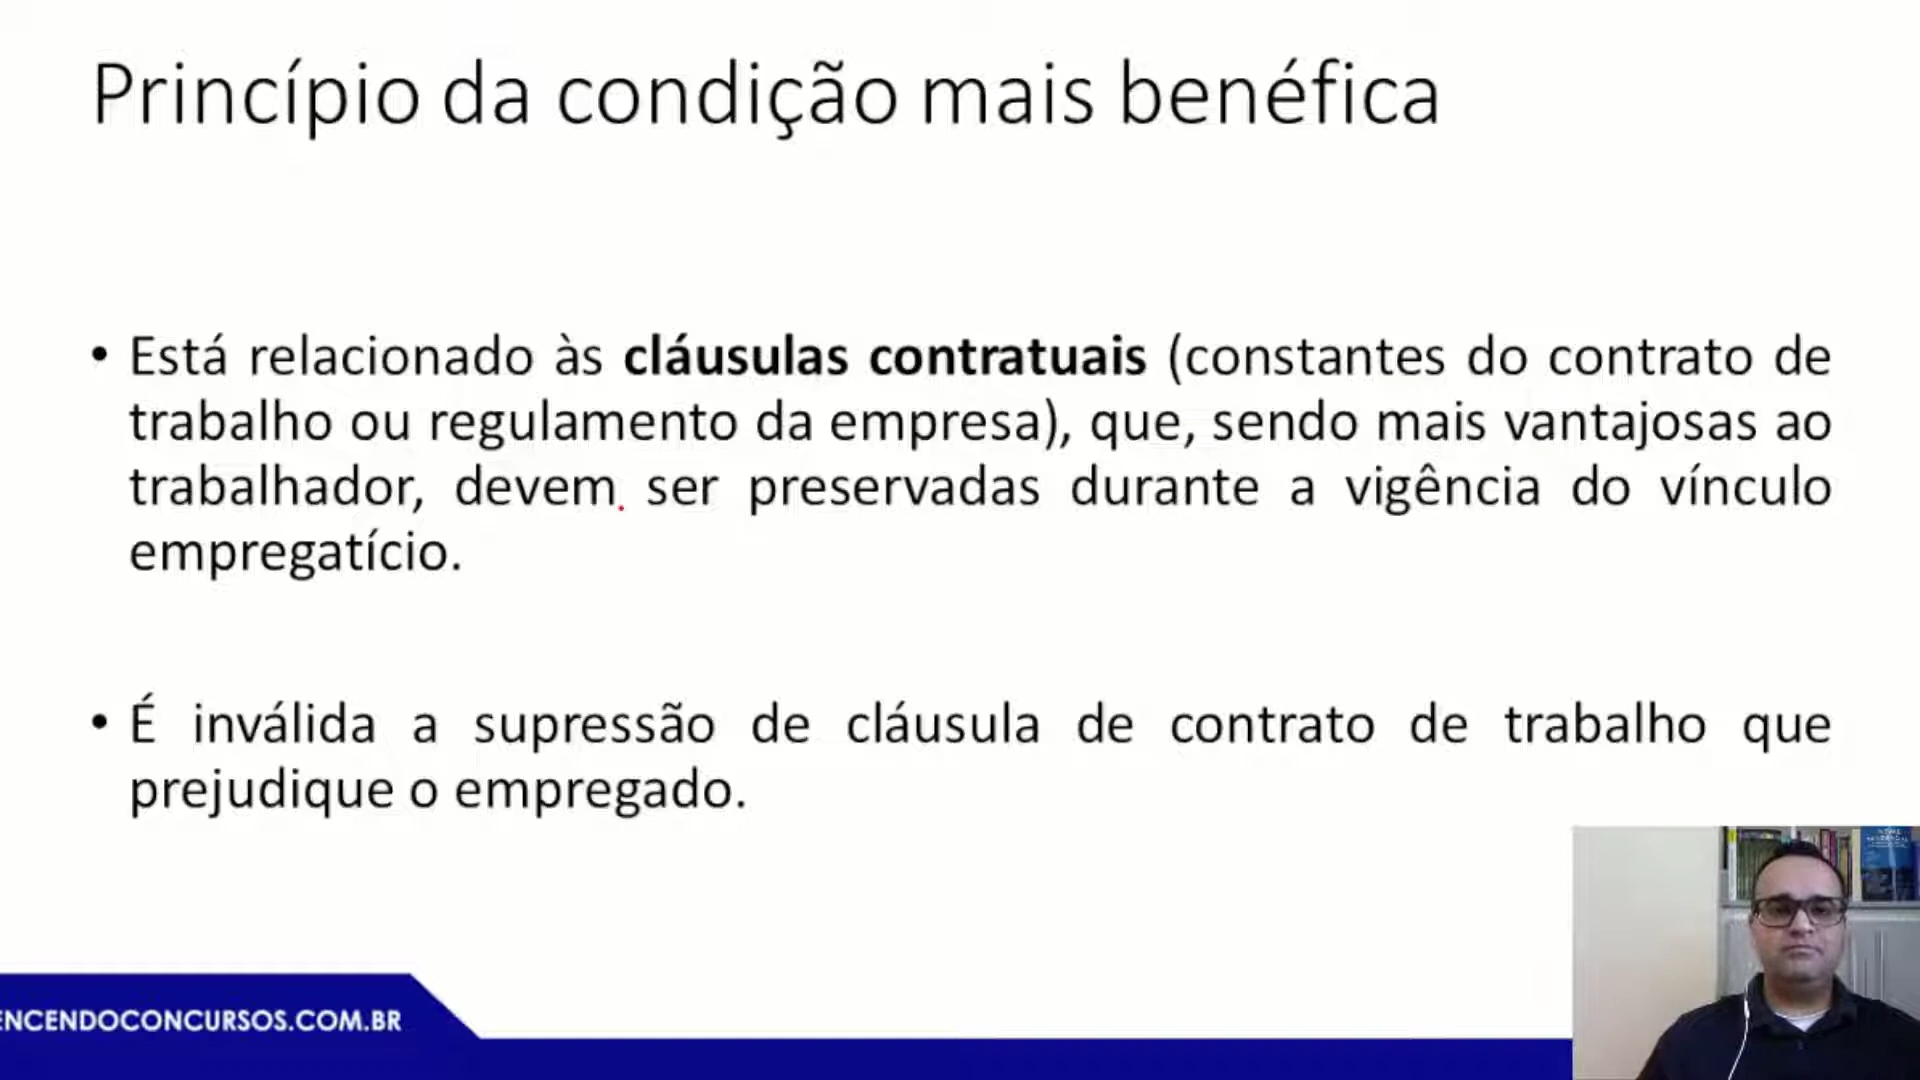 Princípio da condição mais benéfica
• Está relacionado às cláusulas contratuais (constantes do contrato de
trabalho ou regulamento da empresa), que, sendo mais vantajosas ao
trabalhador, devem ser preservadas durante a vigência do vínculo
empregatício.
• É inválida a supressão de cláusula de contrato de trabalho que
prejudique o empregado.
ENCENDOCONCURSOS.COM.BR